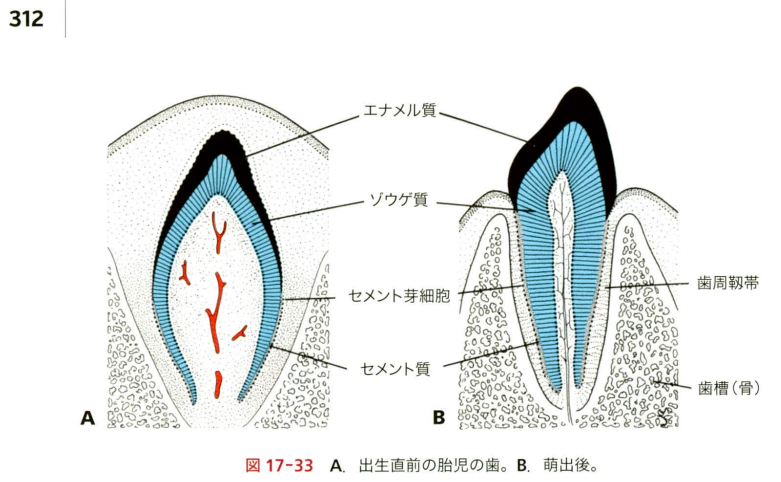 312
エナメル質
ゾウゲ質
セメント芽細胞
歯周靱帯
セメント質
歯槽（骨）
A
B
図 17-33　A. 出生直前の胎児の歯。B. 萌出後。